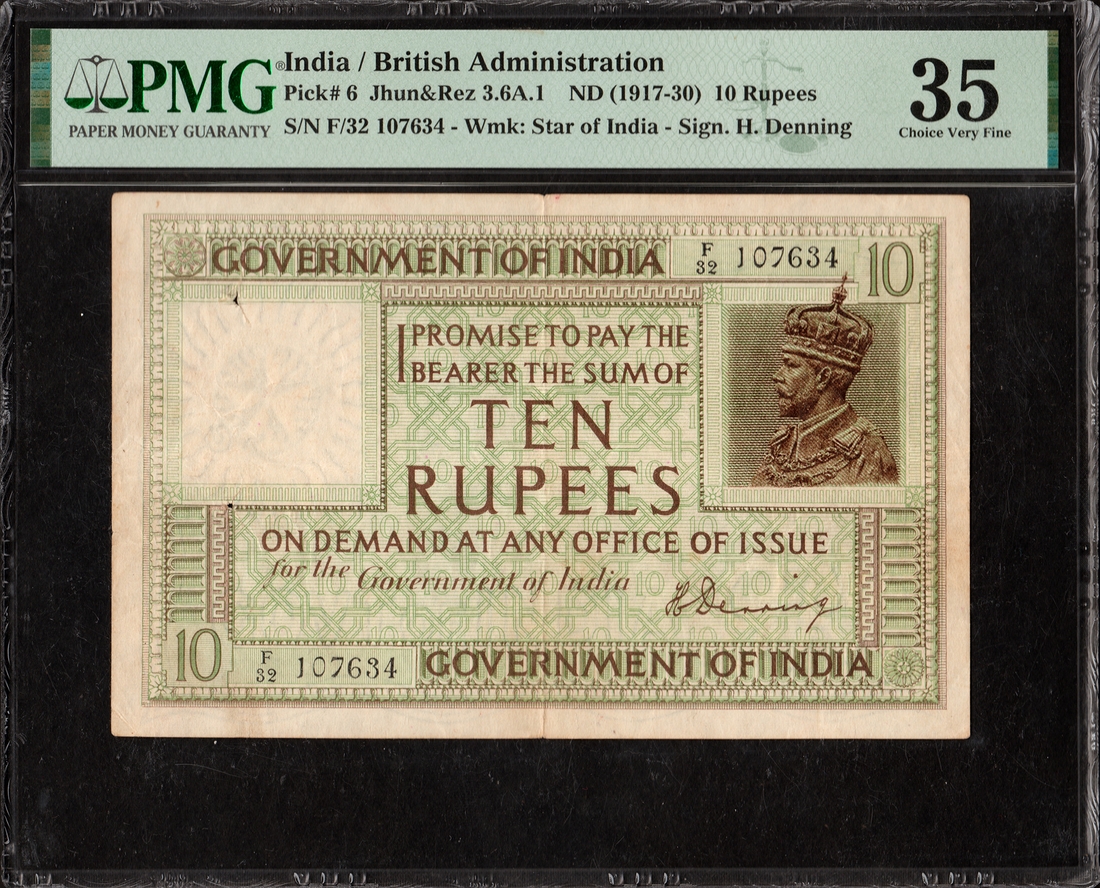 PMG®
PAPER MONEY GUARANTY
India / British Administration
Pick# 6 Jhun&Rez 3.6A.1 ND (1917-30) 10 Rupees
S/N F/32 107634 - Wmk: Star of India - Sign. H. Denning
35
Choice Very Fine
GOVERNMENT OF INDIA
F
32 107634
10
I PROMISE TO PAY THE
BEARER THE SUM OF
TEN
RUPEES
ON DEMAND AT ANY OFFICE OF ISSUE
for the Government of India
H Denning
10
F
32 107634
GOVERNMENT OF INDIA